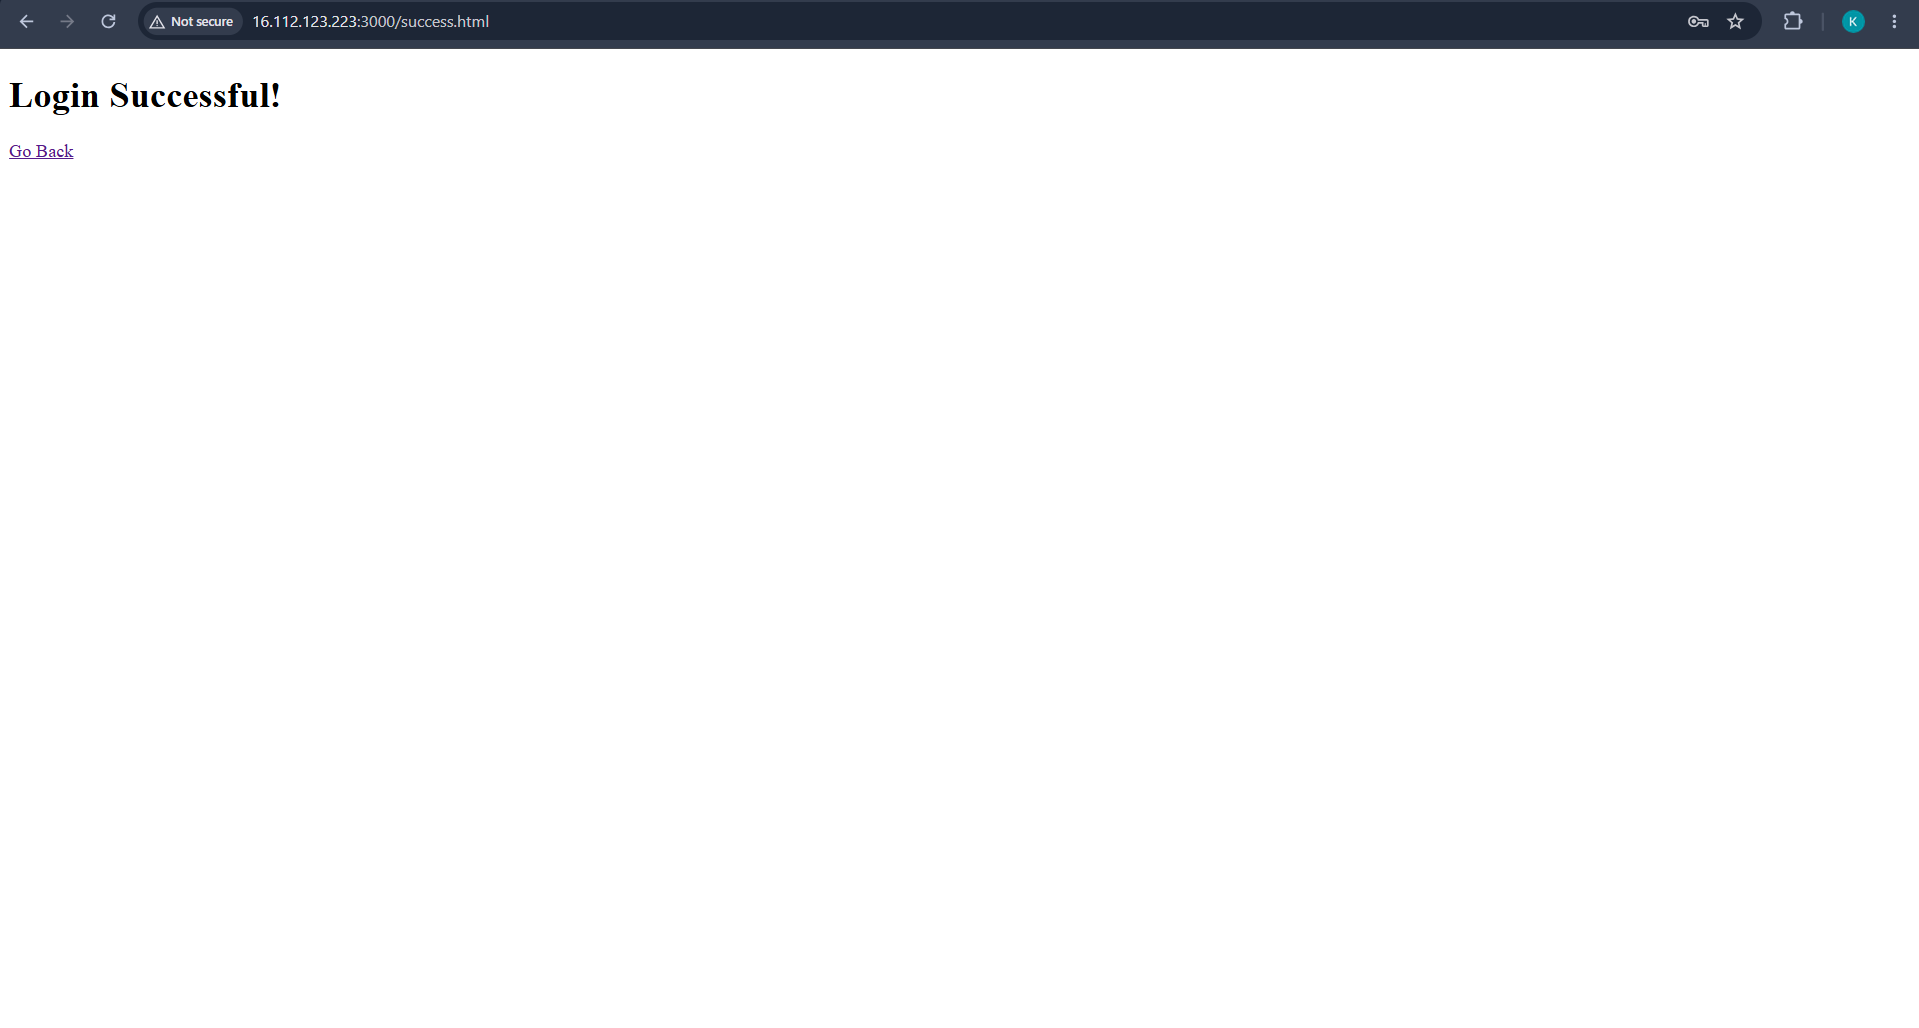 Not secure 16.112.123.223:3000/success.html K
Login Successful!
Go Back